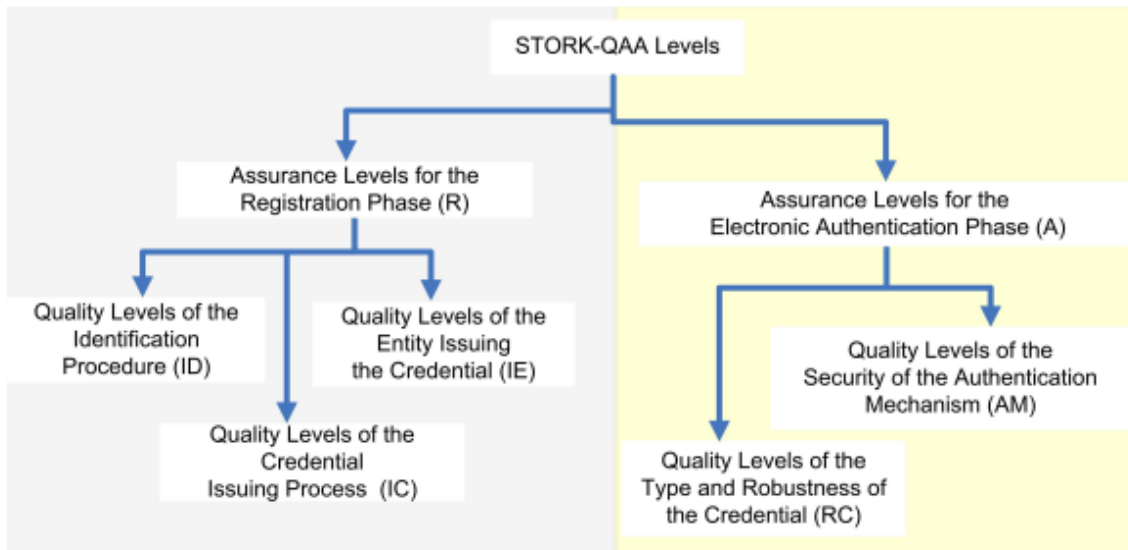 STORK-QAA Levels
Assurance Levels for the
Registration Phase (R)
Assurance Levels for the
Electronic Authentication Phase (A)
Quality Levels of the
Identification
Procedure (ID)
Quality Levels of the
Entity Issuing
the Credential (IE)
Quality Levels of the
Security of the Authentication
Mechanism (AM)
Quality Levels of the
Credential
Issuing Process (IC)
Quality Levels of the
Type and Robustness of
the Credential (RC)